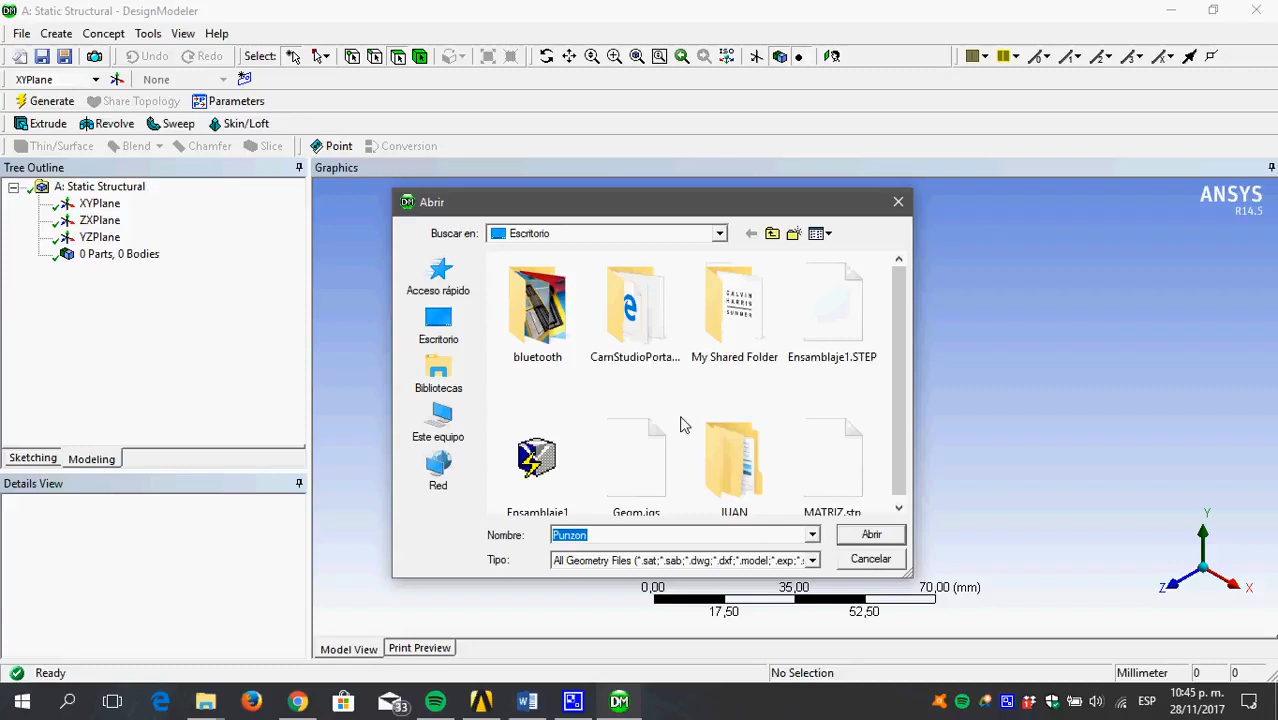 A: Static Structural - DesignModeler
File Create Concept Tools View Help
Undo Redo Select:
XYPlane None
Generate Share Topology Parameters
Extrude Revolve Sweep Skin/Loft
Thin/Surface Blend Chamfer Slice Point Conversion
Tree Outline
A: Static Structural
XYPlane
ZXPlane
YZPlane
0 Parts, 0 Bodies
Sketching Modeling
Details View
Graphics
ANSYS
R14.5
Abrir
Buscar en: Escritorio
Acceso rápido
Escritorio
Bibliotecas
Este equipo
Red
bluetooth CamStudioPorta... My Shared Folder Ensamblaje1.STEP
CALVIN
HARRIS
SUMMER
Ensamblaje1 Geom.igs JUAN MATRIZ.stp
Nombre: Punzon Abrir
Tipo: All Geometry Files (*.sat;*.sab;*.dwg;*.dxf;*.model;*.exp;*. Cancelar
0,00 35,00 70,00 (mm)
17,50 52,50
Y
Z X
Model View Print Preview
Ready No Selection Millimeter 0 0
33
ESP
10:45 p. m.
28/11/2017